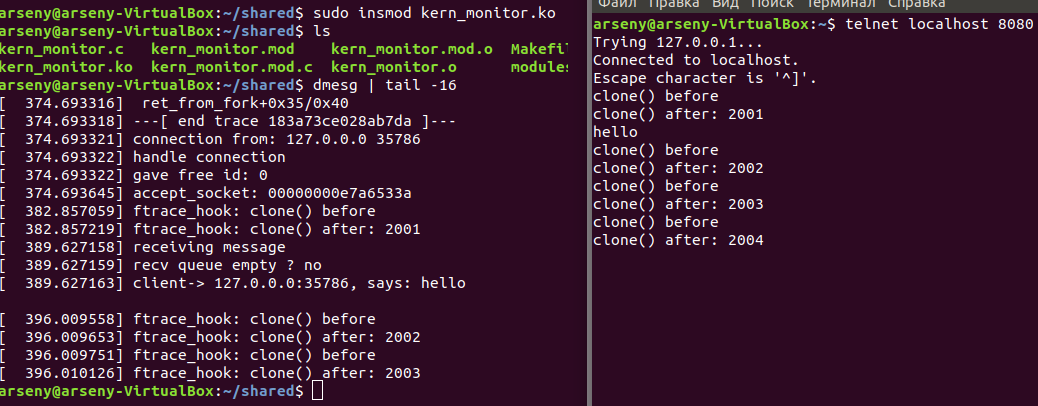 arseny@arseny-VirtualBox:~/shared$ sudo insmod kern_monitor.ko
arseny@arseny-VirtualBox:~/shared$ ls
kern_monitor.c kern_monitor.mod kern_monitor.mod.o Makefil
kern_monitor.ko kern_monitor.mod.c kern_monitor.o modules
arseny@arseny-VirtualBox:~/shared$ dmesg | tail -16
[ 374.693316] ret_from_fork+0x35/0x40
[ 374.693318] ---[ end trace 183a73ce028ab7da ]---
[ 374.693321] connection from: 127.0.0.0 35786
[ 374.693322] handle connection
[ 374.693322] gave free id: 0
[ 374.693645] accept_socket: 00000000e7a6533a
[ 382.857059] ftrace_hook: clone() before
[ 382.857219] ftrace_hook: clone() after: 2001
[ 389.627158] receiving message
[ 389.627159] recv queue empty ? no
[ 389.627163] client-> 127.0.0.0:35786, says: hello
[ 396.009558] ftrace_hook: clone() before
[ 396.009653] ftrace_hook: clone() after: 2002
[ 396.009751] ftrace_hook: clone() before
[ 396.010126] ftrace_hook: clone() after: 2003
arseny@arseny-VirtualBox:~/shared$
Файл Правка Вид Поиск Терминал Справка
arseny@arseny-VirtualBox:~$ telnet localhost 8080
Trying 127.0.0.1...
Connected to localhost.
Escape character is '^]'.
clone() before
clone() after: 2001
hello
clone() before
clone() after: 2002
clone() before
clone() after: 2003
clone() before
clone() after: 2004